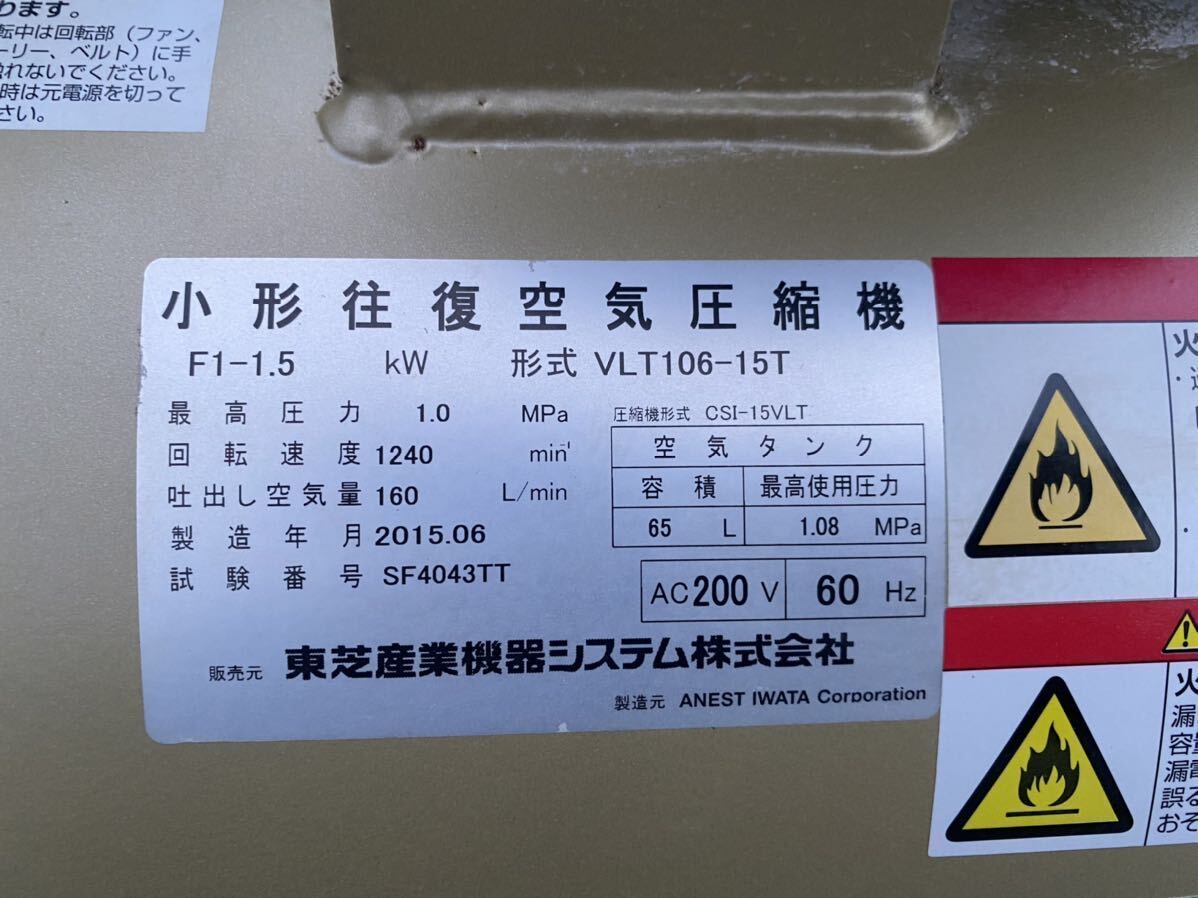 ります。
転中は回転部（ファン、
ーリー、ベルト）に手
触れないでください。
時は元電源を切って
さい。
小形往復空気圧縮機
F1-1.5 kW 形式 VLT106-15T
最高圧力 1.0 MPa
回転速度 1240 min⁻¹
吐出し空気量 160 L/min
製造年月 2015.06
試験番号 SF4043TT
圧縮機形式 CSI-15VLT
空気タンク
容積 最高使用圧力
65 L 1.08 MPa
AC 200 V 60 Hz
販売元 東芝産業機器システム株式会社
製造元 ANEST IWATA Corporation
火
火
漏
容量
漏電
誤る
おそ